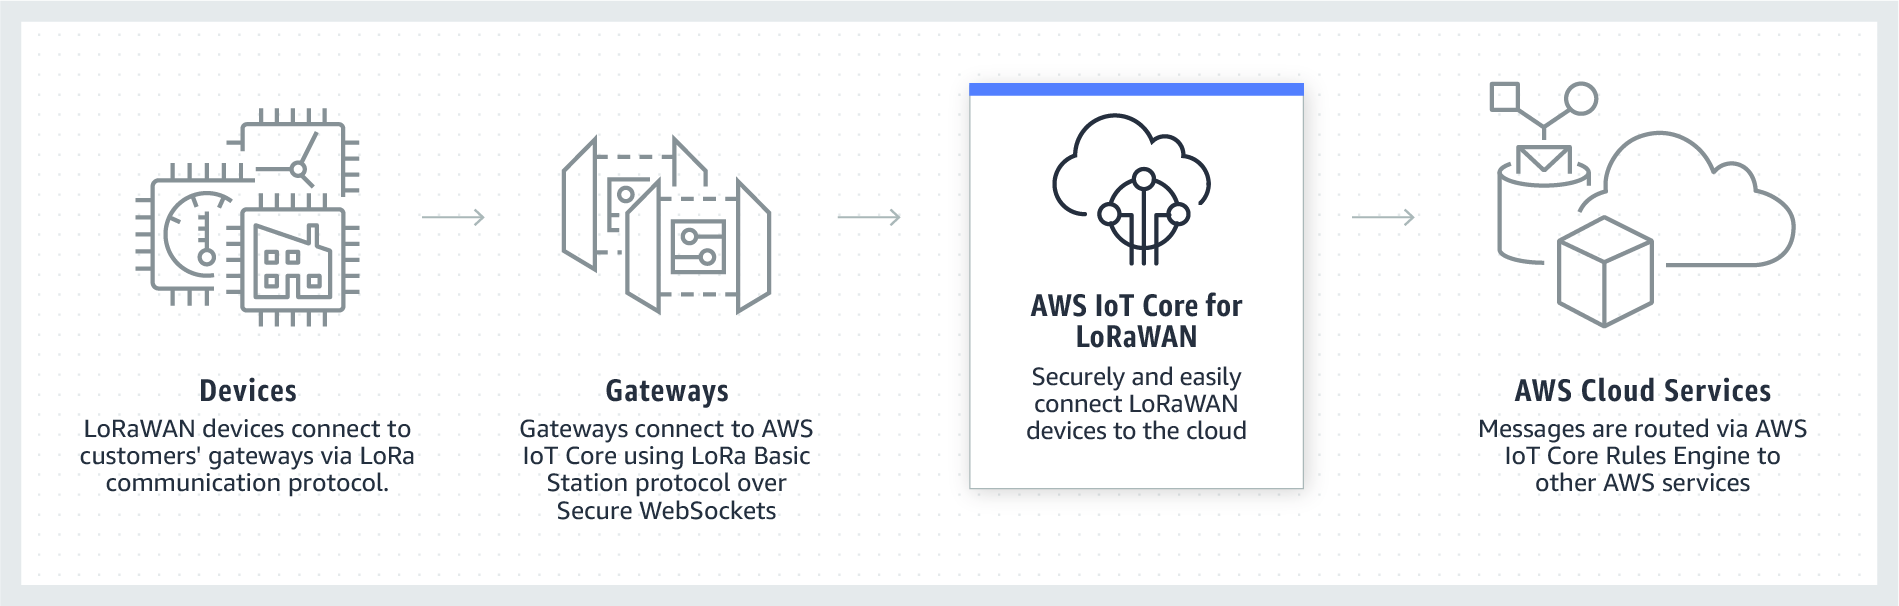 Devices
LoRaWAN devices connect to
customers' gateways via LoRa
communication protocol.
Gateways
Gateways connect to AWS
IoT Core using LoRa Basic
Station protocol over
Secure WebSockets
AWS IoT Core for
LoRaWAN
Securely and easily
connect LoRaWAN
devices to the cloud
AWS Cloud Services
Messages are routed via AWS
IoT Core Rules Engine to
other AWS services